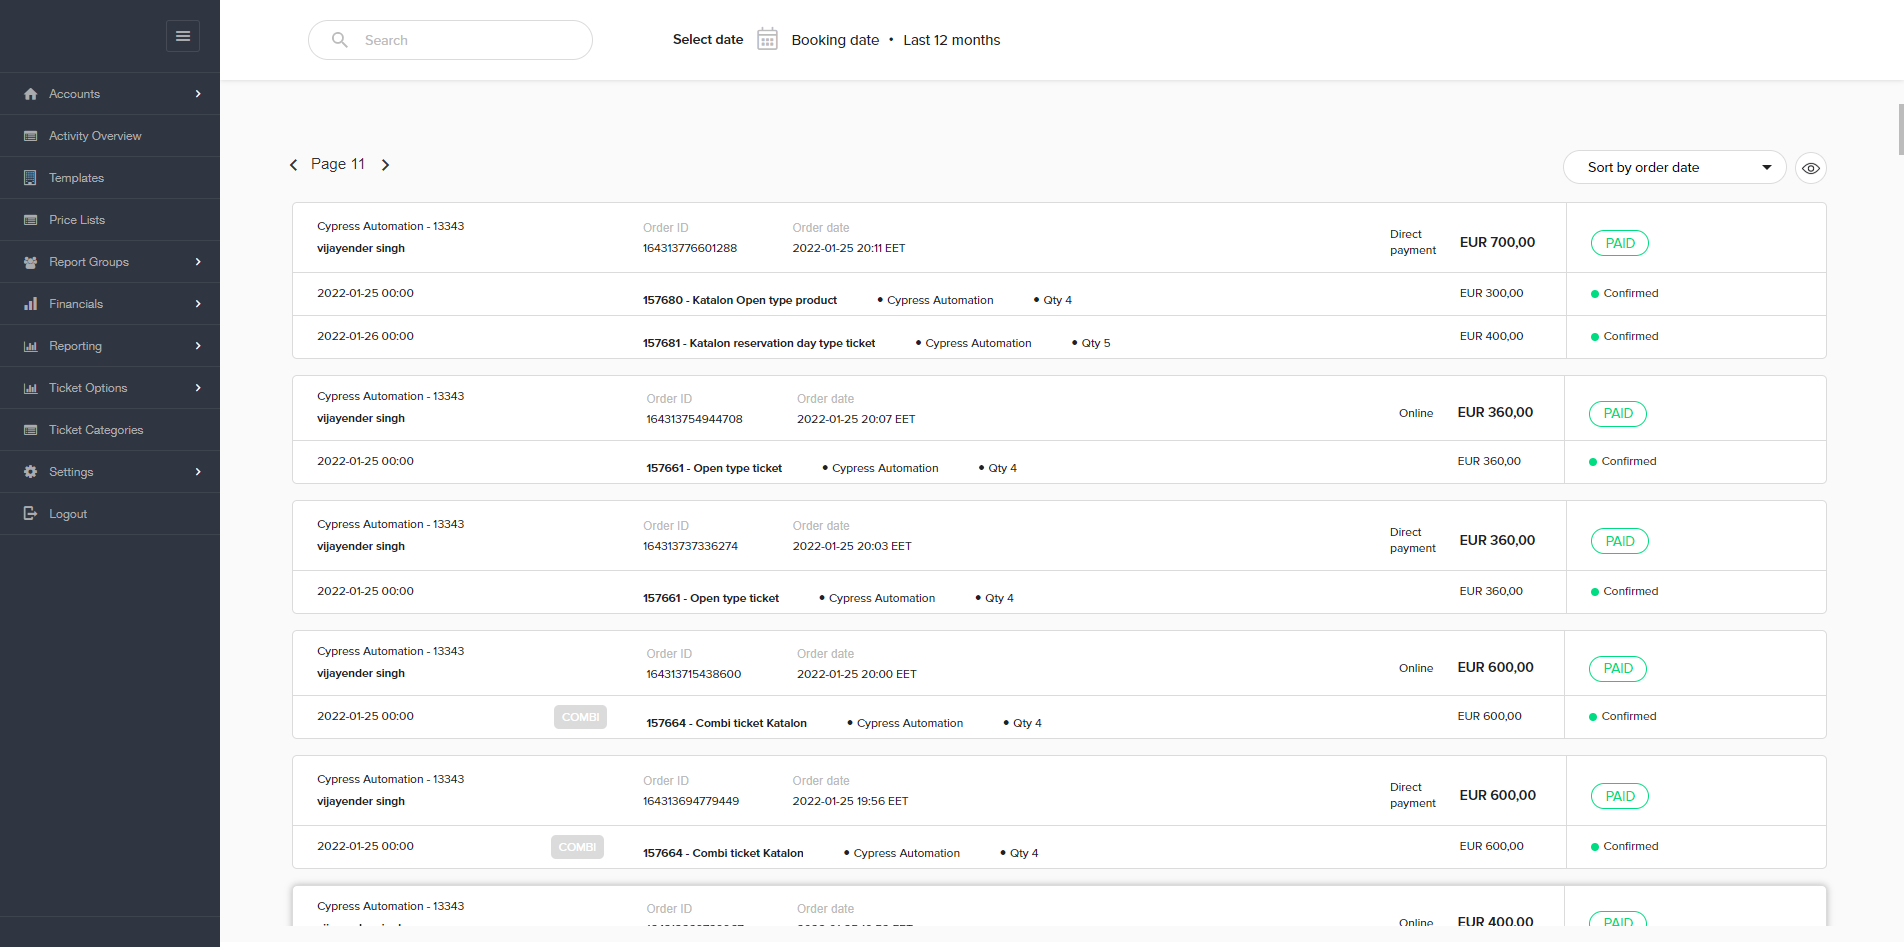 Search
Select date Booking date • Last 12 months
Accounts
Activity Overview
Templates
Price Lists
Report Groups
Financials
Reporting
Ticket Options
Ticket Categories
Settings
Logout
Page 11
Sort by order date
Cypress Automation - 13343 Order ID Order date
vijayender singh 164313776601288 2022-01-25 20:11 EET
Direct payment EUR 700,00 PAID
2022-01-25 00:00 157680 - Katalon Open type product • Cypress Automation • Qty 4 EUR 300,00 Confirmed
2022-01-26 00:00 157681 - Katalon reservation day type ticket • Cypress Automation • Qty 5 EUR 400,00 Confirmed
Cypress Automation - 13343 Order ID Order date
vijayender singh 164313754944708 2022-01-25 20:07 EET
Online EUR 360,00 PAID
2022-01-25 00:00 157661 - Open type ticket • Cypress Automation • Qty 4 EUR 360,00 Confirmed
Cypress Automation - 13343 Order ID Order date
vijayender singh 164313737336274 2022-01-25 20:03 EET
Direct payment EUR 360,00 PAID
2022-01-25 00:00 157661 - Open type ticket • Cypress Automation • Qty 4 EUR 360,00 Confirmed
Cypress Automation - 13343 Order ID Order date
vijayender singh 164313715438600 2022-01-25 20:00 EET
Online EUR 600,00 PAID
2022-01-25 00:00 COMBI 157664 - Combi ticket Katalon • Cypress Automation • Qty 4 EUR 600,00 Confirmed
Cypress Automation - 13343 Order ID Order date
vijayender singh 164313694779449 2022-01-25 19:56 EET
Direct payment EUR 600,00 PAID
2022-01-25 00:00 COMBI 157664 - Combi ticket Katalon • Cypress Automation • Qty 4 EUR 600,00 Confirmed
Cypress Automation - 13343 Order ID Order date
Online EUR 400,00 PAID